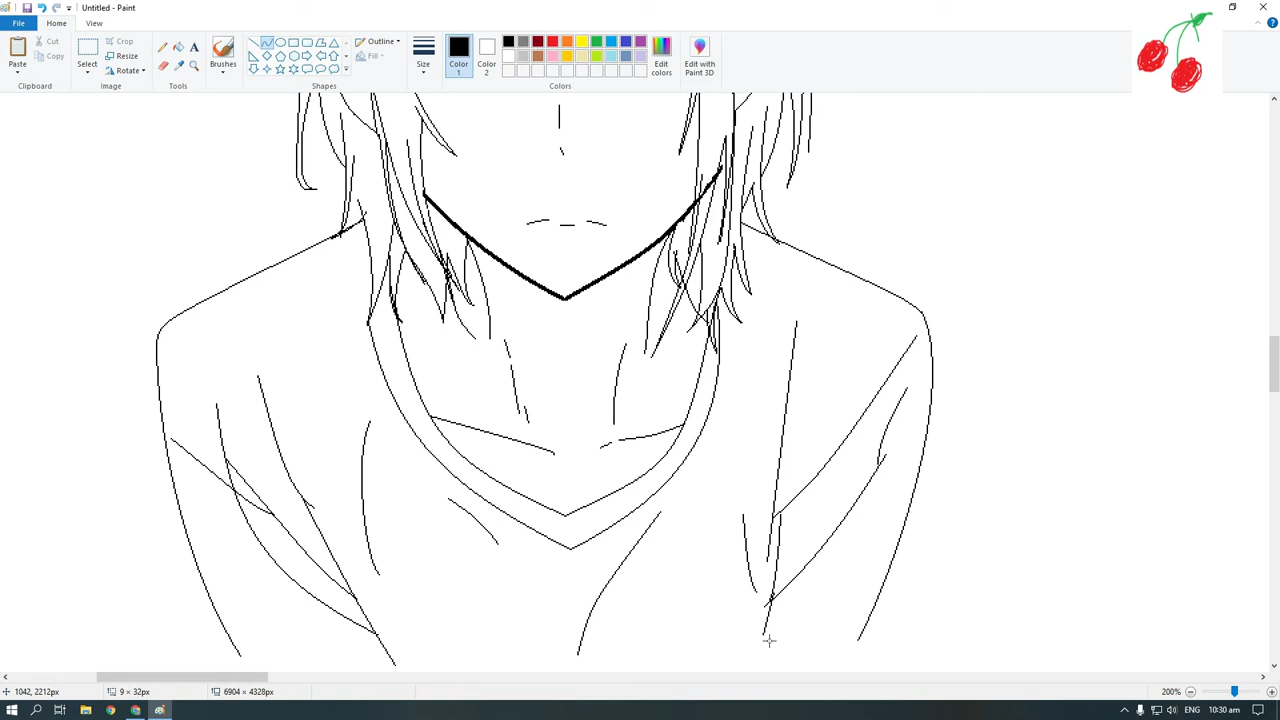 Untitled - Paint
File
Home
View
Paste
Cut
Copy
Clipboard
Select
Crop
Resize
Rotate
Image
A
Tools
Brushes
Shapes
Outline
Fill
Size
Color
1
Color
2
Colors
Edit
colors
Edit with
Paint 3D
1042, 2212px
9 × 32px
6904 × 4328px
200%
ENG
10:30 am